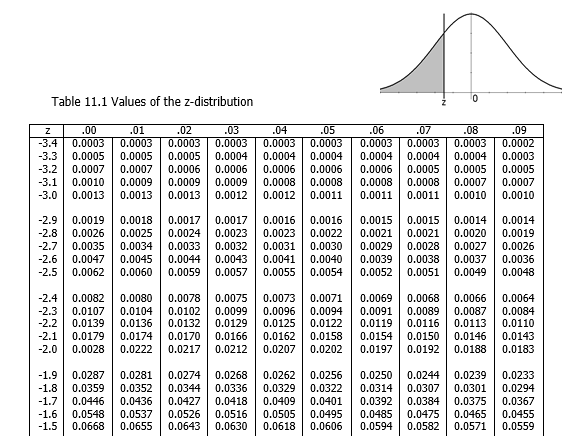 z 0
Table 11.1 Values of the z-distribution
z .00 .01 .02 .03 .04 .05 .06 .07 .08 .09
-3.4 0.0003 0.0003 0.0003 0.0003 0.0003 0.0003 0.0003 0.0003 0.0003 0.0002
-3.3 0.0005 0.0005 0.0005 0.0004 0.0004 0.0004 0.0004 0.0004 0.0004 0.0003
-3.2 0.0007 0.0007 0.0006 0.0006 0.0006 0.0006 0.0006 0.0005 0.0005 0.0005
-3.1 0.0010 0.0009 0.0009 0.0009 0.0008 0.0008 0.0008 0.0008 0.0007 0.0007
-3.0 0.0013 0.0013 0.0013 0.0012 0.0012 0.0011 0.0011 0.0011 0.0010 0.0010
-2.9 0.0019 0.0018 0.0017 0.0017 0.0016 0.0016 0.0015 0.0015 0.0014 0.0014
-2.8 0.0026 0.0025 0.0024 0.0023 0.0023 0.0022 0.0021 0.0021 0.0020 0.0019
-2.7 0.0035 0.0034 0.0033 0.0032 0.0031 0.0030 0.0029 0.0028 0.0027 0.0026
-2.6 0.0047 0.0045 0.0044 0.0043 0.0041 0.0040 0.0039 0.0038 0.0037 0.0036
-2.5 0.0062 0.0060 0.0059 0.0057 0.0055 0.0054 0.0052 0.0051 0.0049 0.0048
-2.4 0.0082 0.0080 0.0078 0.0075 0.0073 0.0071 0.0069 0.0068 0.0066 0.0064
-2.3 0.0107 0.0104 0.0102 0.0099 0.0096 0.0094 0.0091 0.0089 0.0087 0.0084
-2.2 0.0139 0.0136 0.0132 0.0129 0.0125 0.0122 0.0119 0.0116 0.0113 0.0110
-2.1 0.0179 0.0174 0.0170 0.0166 0.0162 0.0158 0.0154 0.0150 0.0146 0.0143
-2.0 0.0028 0.0222 0.0217 0.0212 0.0207 0.0202 0.0197 0.0192 0.0188 0.0183
-1.9 0.0287 0.0281 0.0274 0.0268 0.0262 0.0256 0.0250 0.0244 0.0239 0.0233
-1.8 0.0359 0.0352 0.0344 0.0336 0.0329 0.0322 0.0314 0.0307 0.0301 0.0294
-1.7 0.0446 0.0436 0.0427 0.0418 0.0409 0.0401 0.0392 0.0384 0.0375 0.0367
-1.6 0.0548 0.0537 0.0526 0.0516 0.0505 0.0495 0.0485 0.0475 0.0465 0.0455
-1.5 0.0668 0.0655 0.0643 0.0630 0.0618 0.0606 0.0594 0.0582 0.0571 0.0559